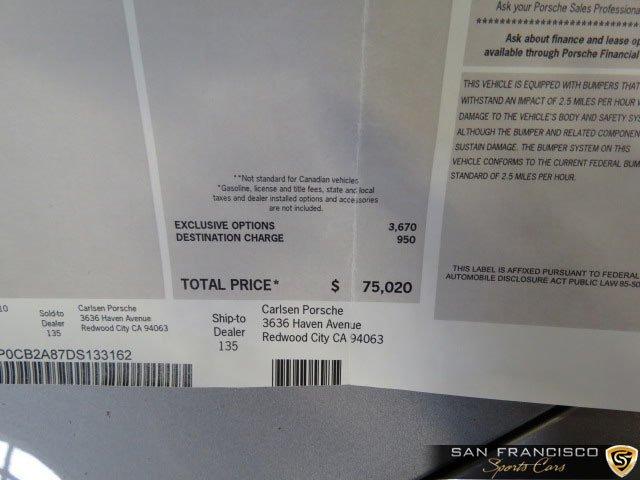 Ask your Porsche Sales Professiona
Ask about finance and lease op
available through Porsche Financial
THIS VEHICLE IS EQUIPPED WITH BUMPERS THAT
WITHSTAND AN IMPACT OF 2.5 MILES PER HOUR
DAMAGE TO THE VEHICLE'S BODY AND SAFETY SYS
ALTHOUGH THE BUMPER AND RELATED COMPONEN
SUSTAIN DAMAGE. THE BUMPER SYSTEM ON THIS
VEHICLE CONFORMS TO THE CURRENT FEDERAL BUM
STANDARD OF 2.5 MILES PER HOUR.
**Not standard for Canadian vehicles
*Gasoline, license and title fees, state and local
taxes and dealer installed options and accessories
are not included.
EXCLUSIVE OPTIONS 3,670
DESTINATION CHARGE 950
TOTAL PRICE* $ 75,020
THIS LABEL IS AFFIXED PURSUANT TO FEDERAL
AUTOMOBILE DISCLOSURE ACT PUBLIC LAW 85-50
10
Sold-to
Dealer
135
Carlsen Porsche
3636 Haven Avenue
Redwood City CA 94063
Ship-to
Dealer
135
Carlsen Porsche
3636 Haven Avenue
Redwood City CA 94063
P0CB2A87DS133162
SAN FRANCISCO
Sports Cars